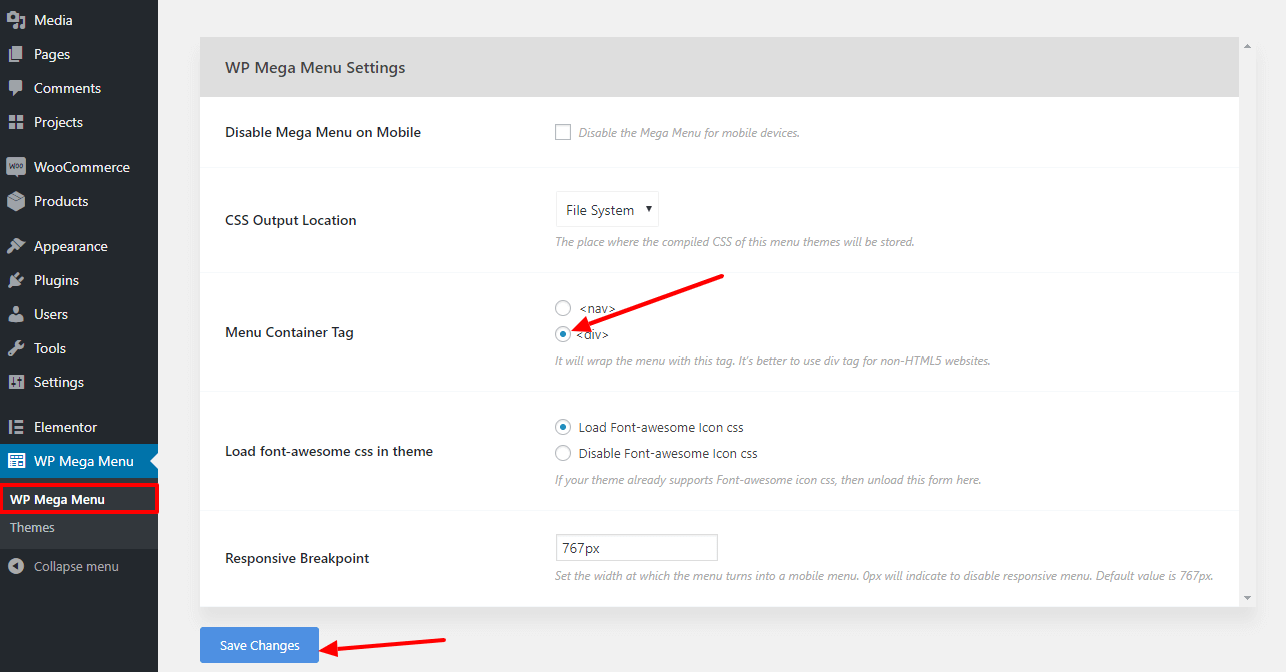 Media
Pages
Comments
Projects
WOO
WooCommerce
Products
Appearance
Plugins
Users
Tools
Settings
Elementor
WP Mega Menu
WP Mega Menu
Themes
Collapse menu
WP Mega Menu Settings
Disable Mega Menu on Mobile
Disable the Mega Menu for mobile devices.
CSS Output Location
File System
The place where the compiled CSS of this menu themes will be stored.
Menu Container Tag
<nav>
<div>
It will wrap the menu with this tag. It's better to use div tag for non-HTML5 websites.
Load font-awesome css in theme
Load Font-awesome Icon css
Disable Font-awesome Icon css
If your theme already supports Font-awesome icon css, then unload this form here.
Responsive Breakpoint
767px
Set the width at which the menu turns into a mobile menu. 0px will indicate to disable responsive menu. Default value is 767px.
Save Changes